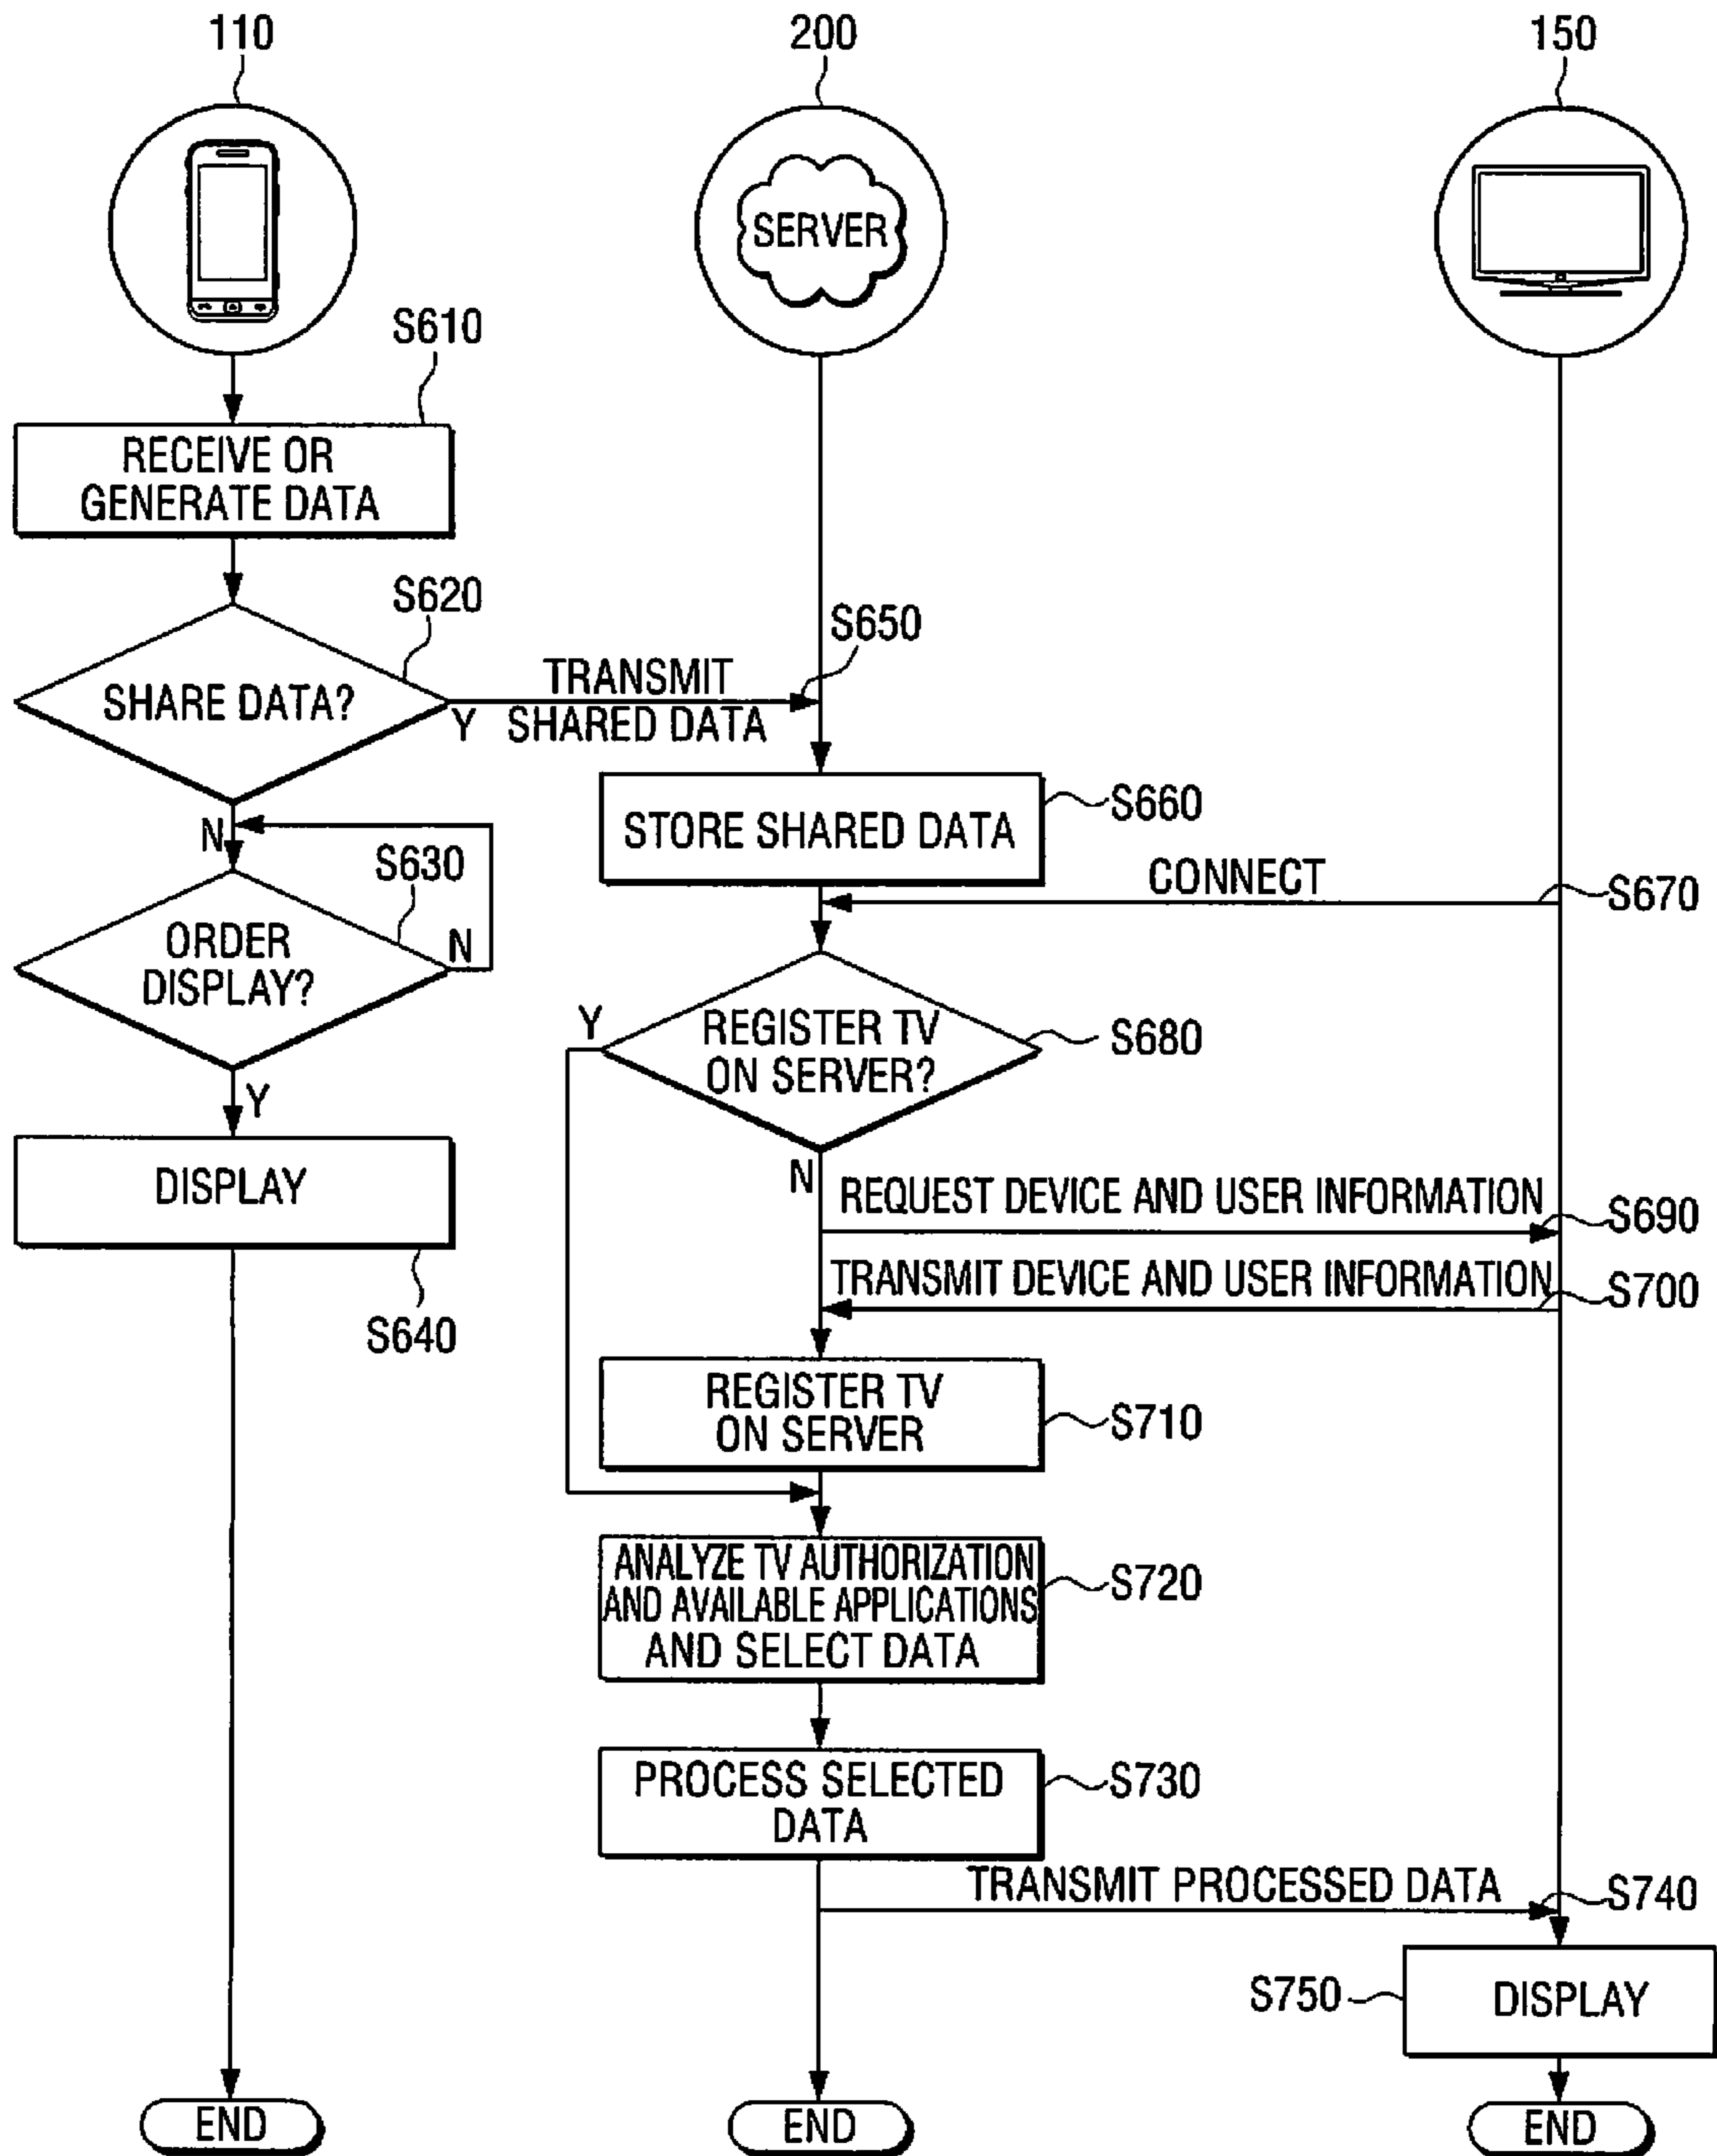 110
200
150
SERVER
S610
RECEIVE OR
GENERATE DATA
S620
SHARE DATA?
Y
TRANSMIT
SHARED DATA
S650
N
S630
ORDER
DISPLAY?
N
Y
DISPLAY
S640
STORE SHARED DATA
S660
CONNECT
S670
REGISTER TV
ON SERVER?
S680
Y
N
REQUEST DEVICE AND USER INFORMATION
S690
TRANSMIT DEVICE AND USER INFORMATION
S700
REGISTER TV
ON SERVER
S710
ANALYZE TV AUTHORIZATION
AND AVAILABLE APPLICATIONS
AND SELECT DATA
S720
PROCESS SELECTED
DATA
S730
TRANSMIT PROCESSED DATA
S740
S750
DISPLAY
END
END
END